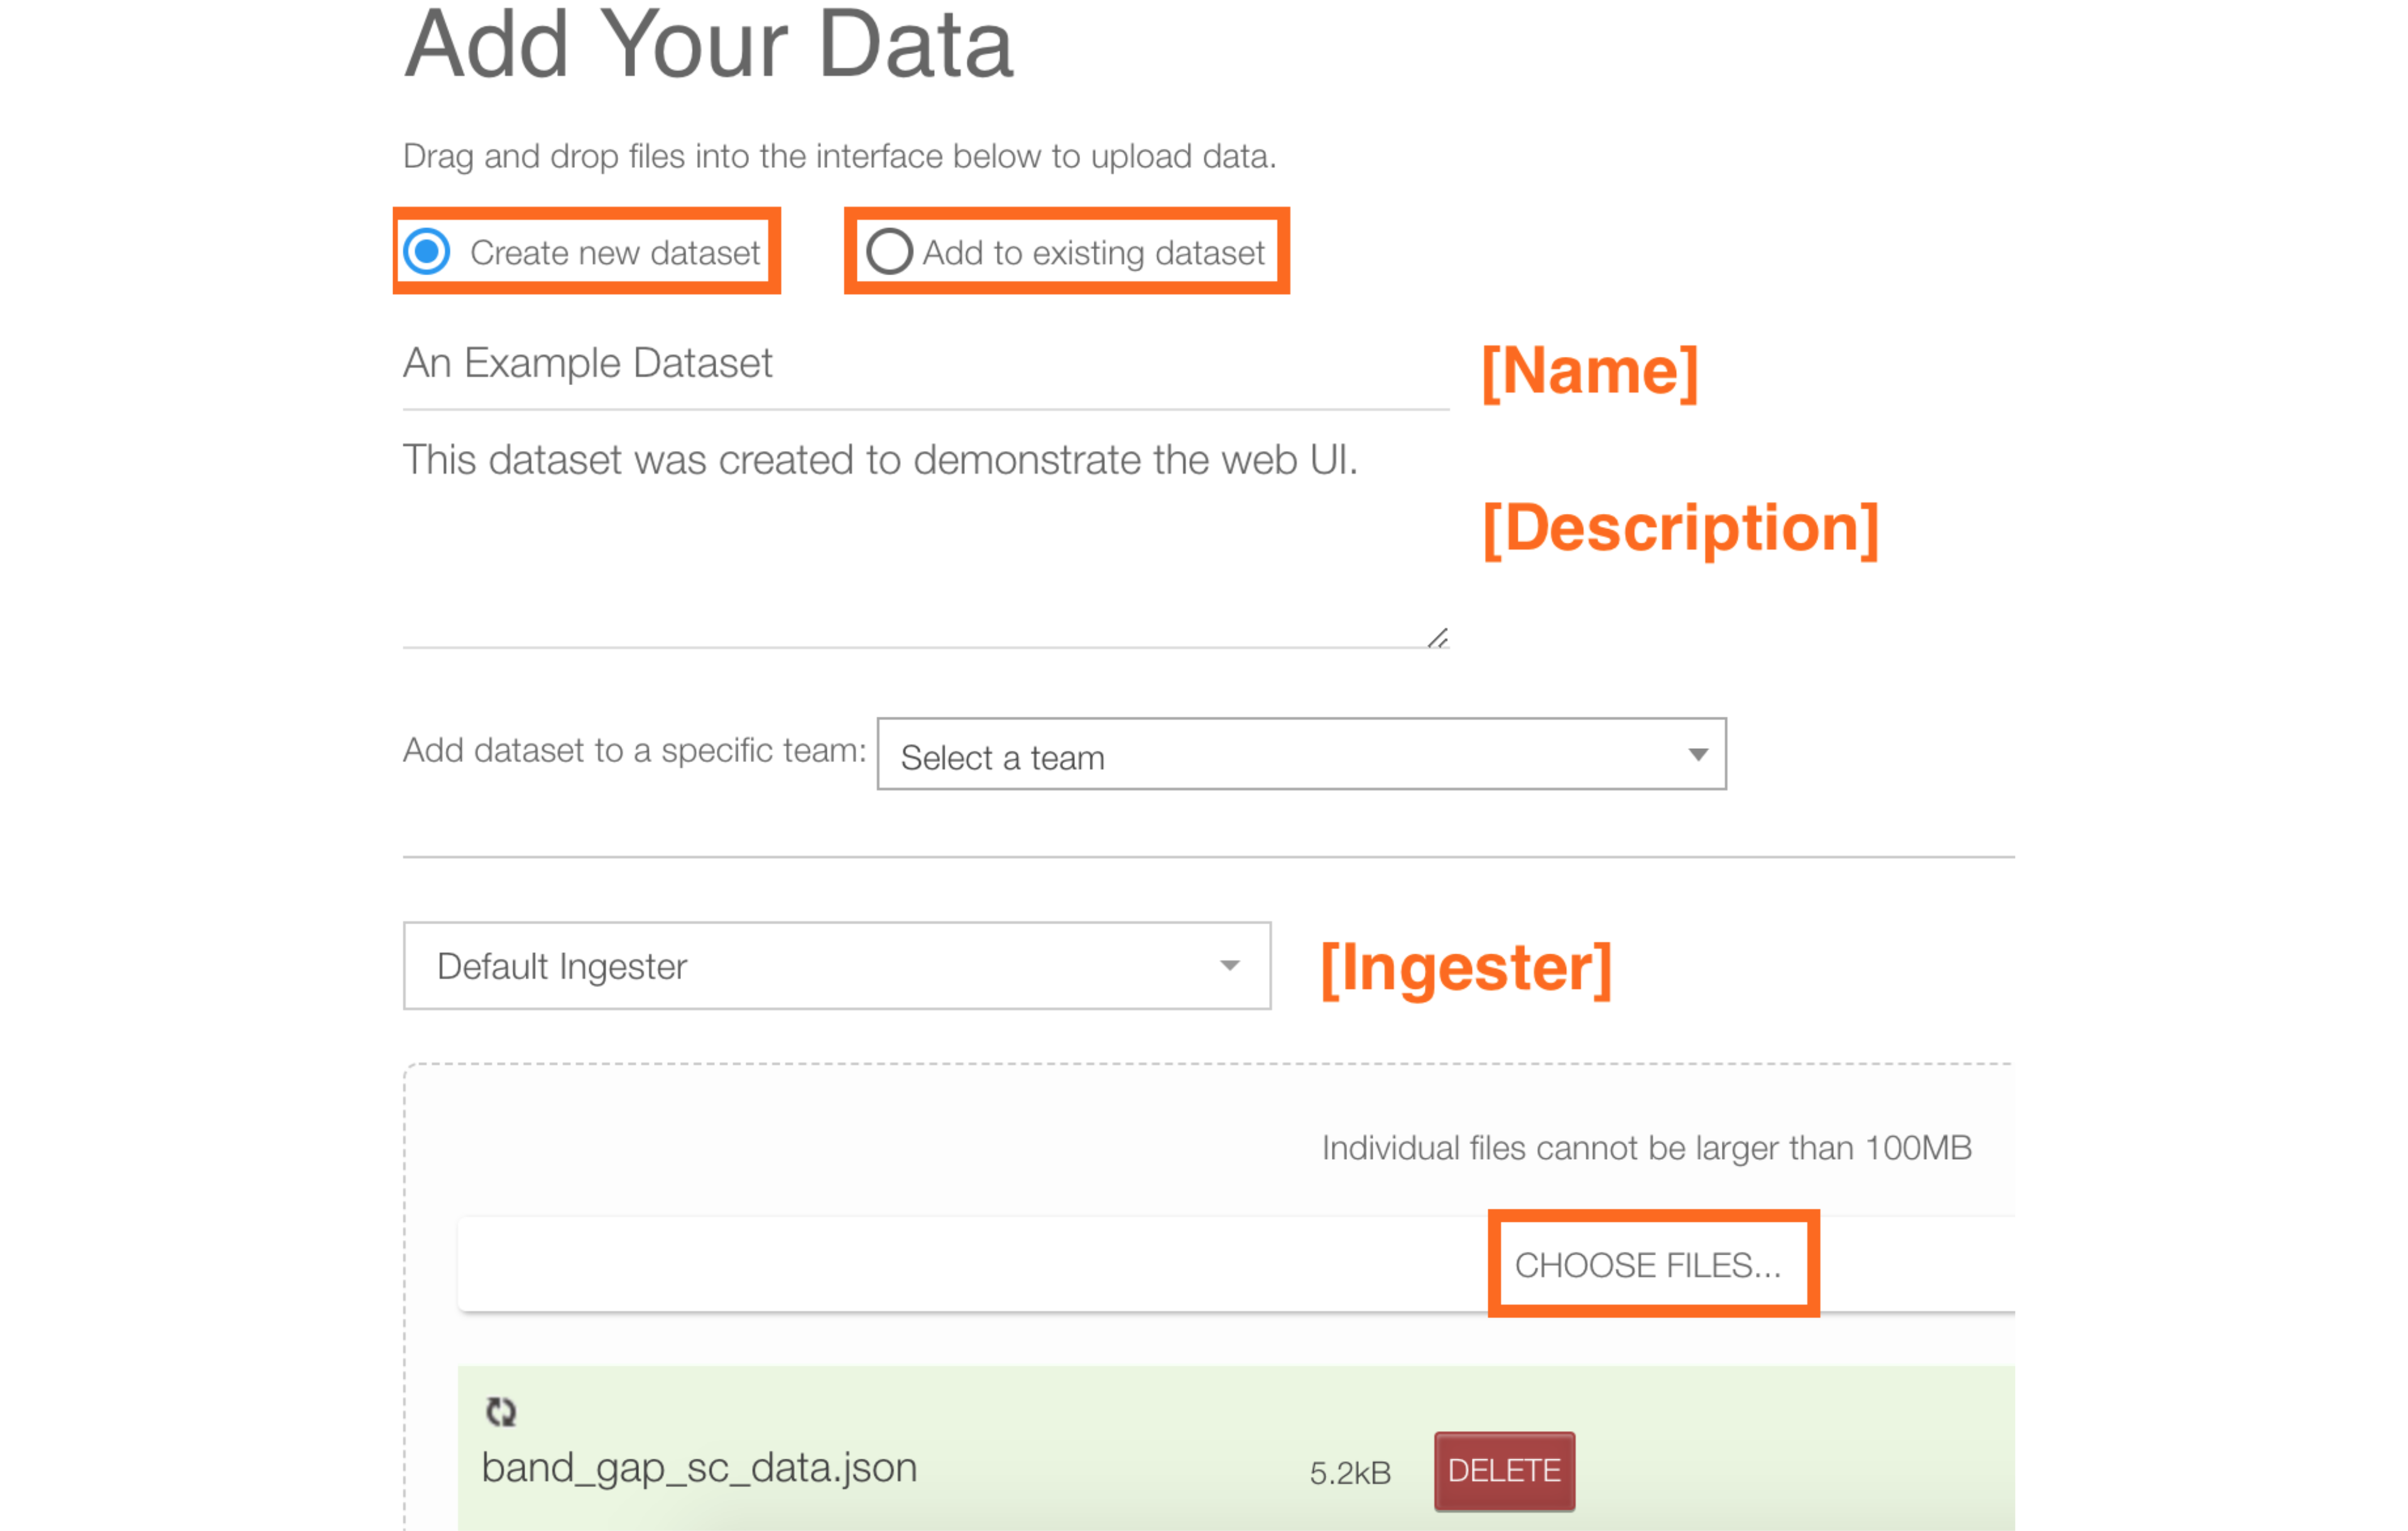 Add Your Data
Drag and drop files into the interface below to upload data.
Create new dataset Add to existing dataset
An Example Dataset [Name]
This dataset was created to demonstrate the web UI.
[Description]
Add dataset to a specific team: Select a team
Default Ingester [Ingester]
Individual files cannot be larger than 100MB
CHOOSE FILES...
band_gap_sc_data.json 5.2kB DELETE